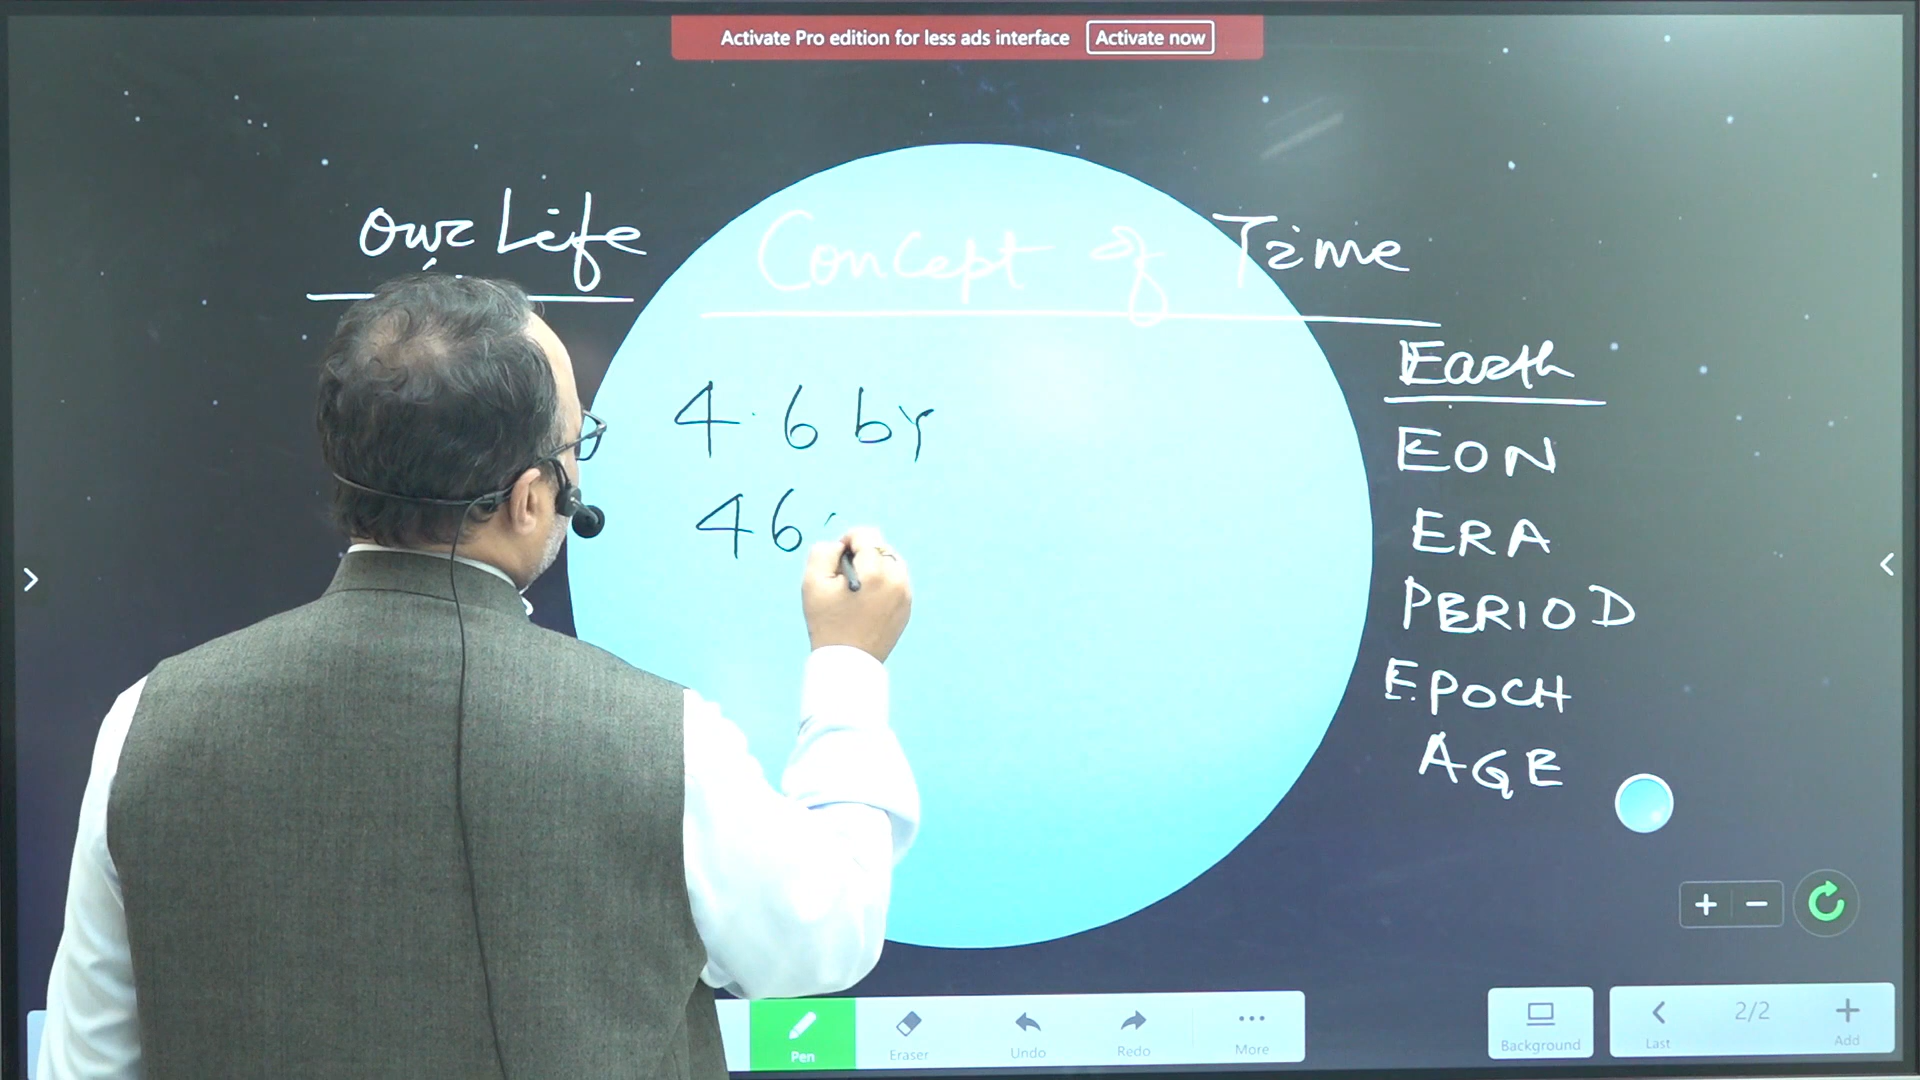 Activate Pro edition for less ads interface Activate now
Our Life Concept of Time
Earth
4.6 by
EON
46
ERA
PERIOD
EPOCH
AGE
Pen
Eraser
Undo
Redo
More
Background
2/2
Last
Add